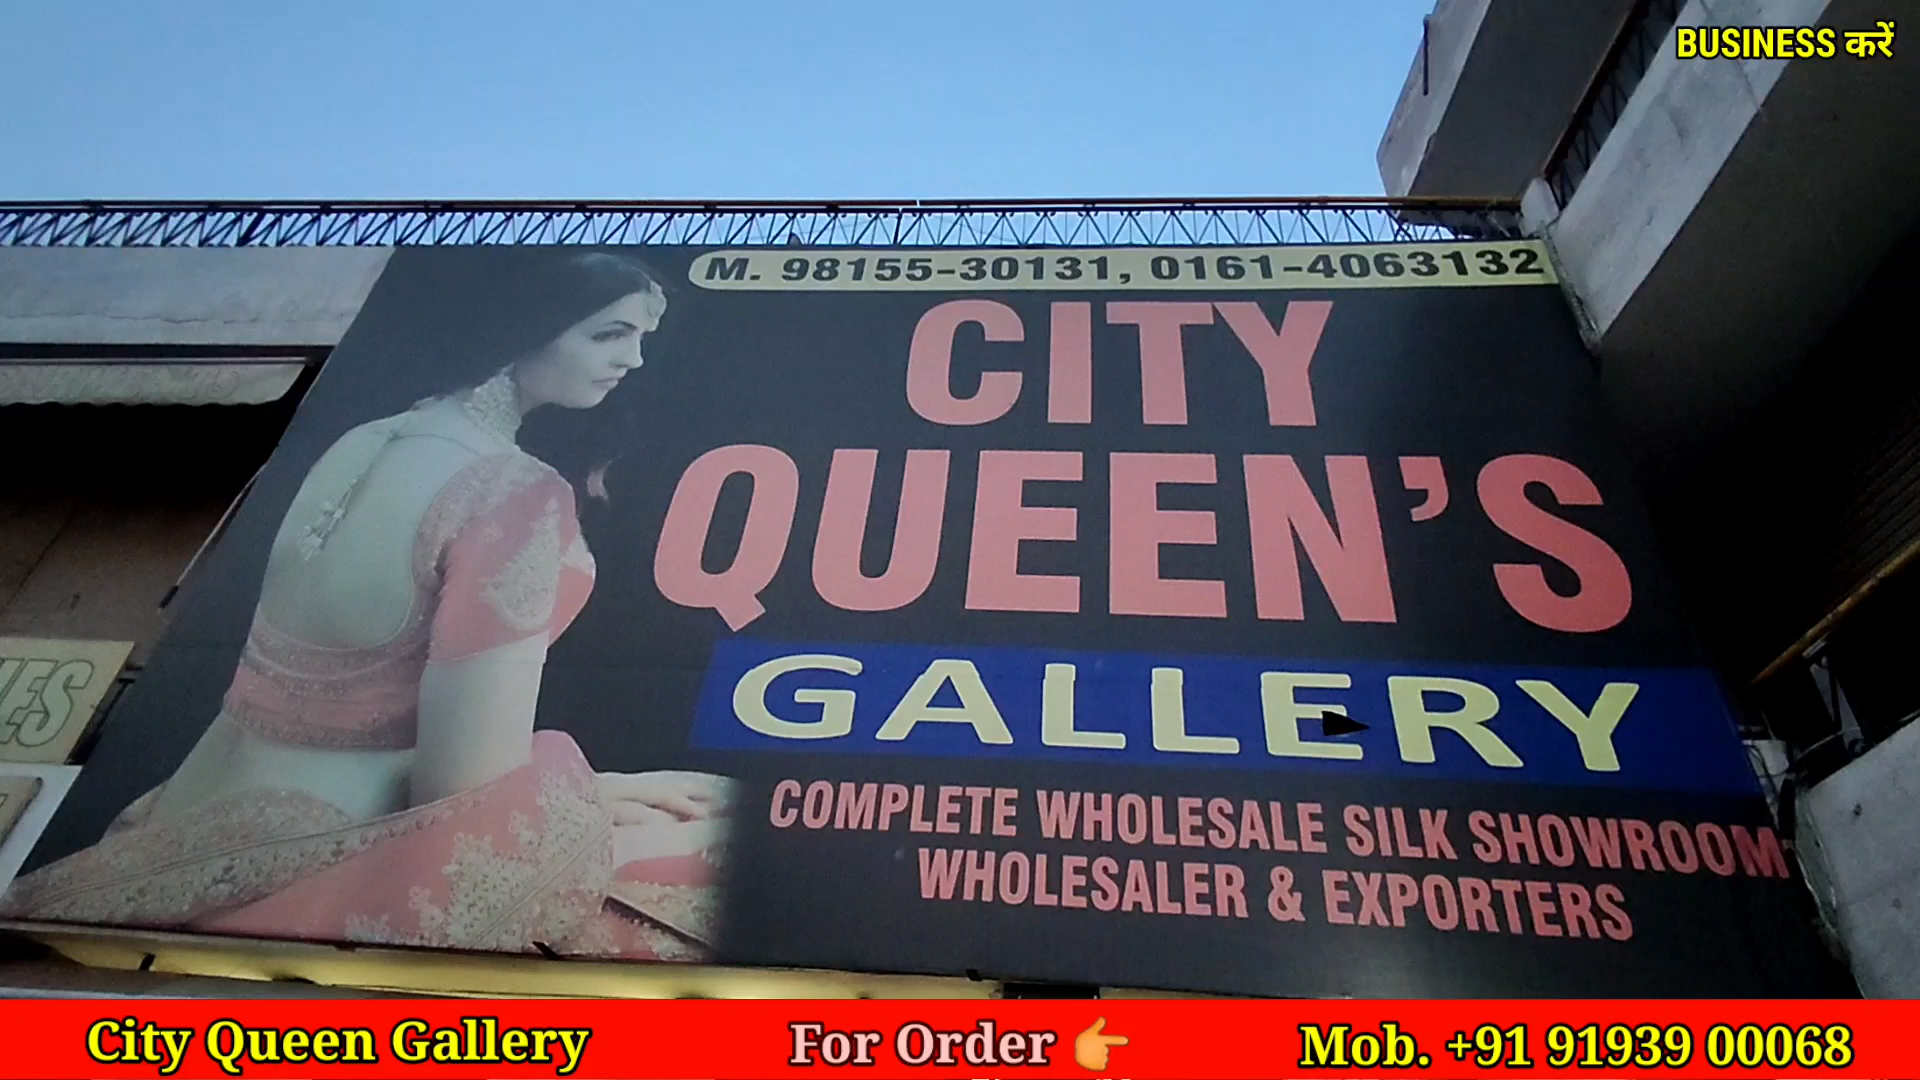 BUSINESS करें
M. 98155-30131, 0161-4063132
CITY
QUEEN'S
GALLERY
COMPLETE WHOLESALE SILK SHOWROOM
WHOLESALER & EXPORTERS
City Queen Gallery For Order 👉 Mob. +91 91939 00068